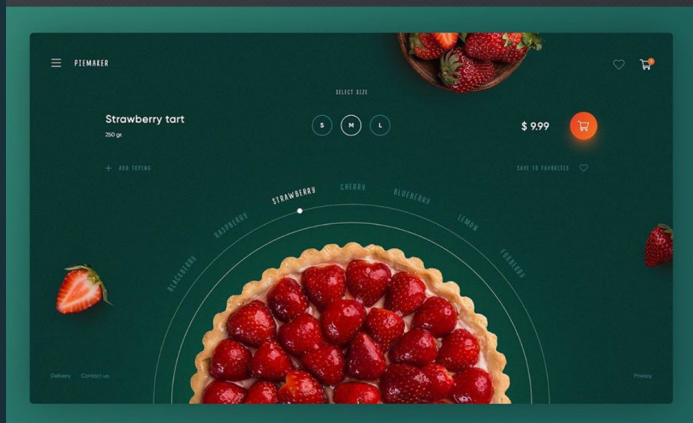 PIEMAKER
SELECT SIZE
Strawberry tart
250 gr.
S M L
$ 9.99
+ ADD TOPING
SAVE TO FAVORITES
BLACKBERRY
RASPBERRY
STRAWBERRY
CHERRY
BLUEBERRY
LEMON
Delivery Contact us
Privacy